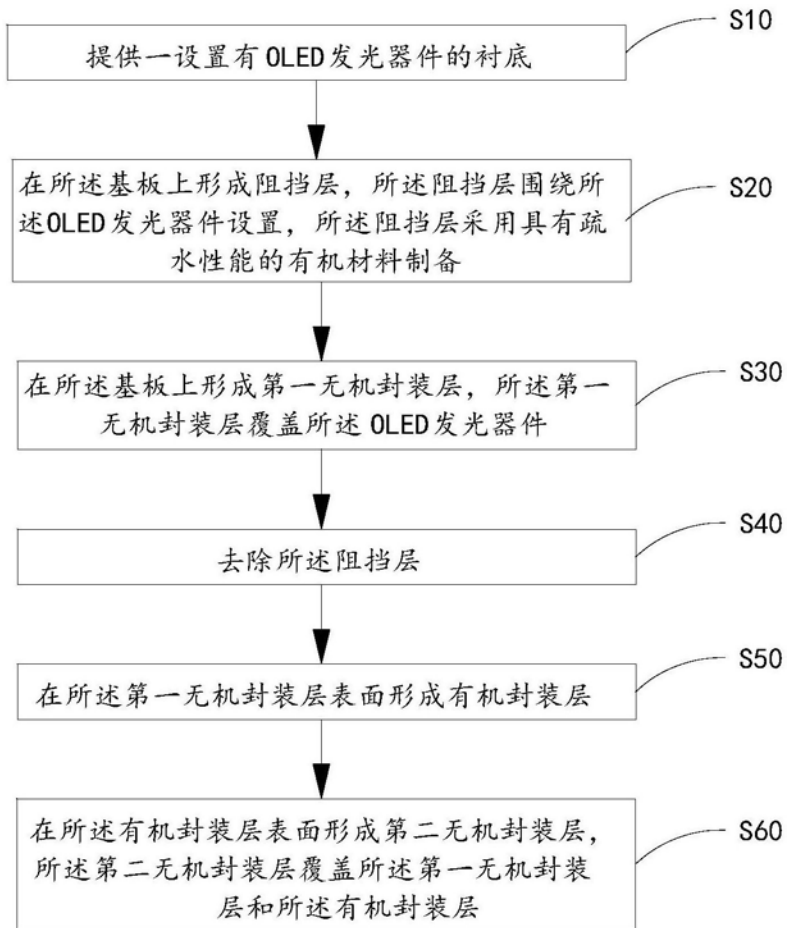 S10
提供一设置有OLED发光器件的衬底
S20
在所述基板上形成阻挡层，所述阻挡层围绕所
述OLED发光器件设置，所述阻挡层采用具有疏
水性能的有机材料制备
S30
在所述基板上形成第一无机封装层，所述第一
无机封装层覆盖所述OLED发光器件
S40
去除所述阻挡层
S50
在所述第一无机封装层表面形成有机封装层
S60
在所述有机封装层表面形成第二无机封装层，
所述第二无机封装层覆盖所述第一无机封装
层和所述有机封装层